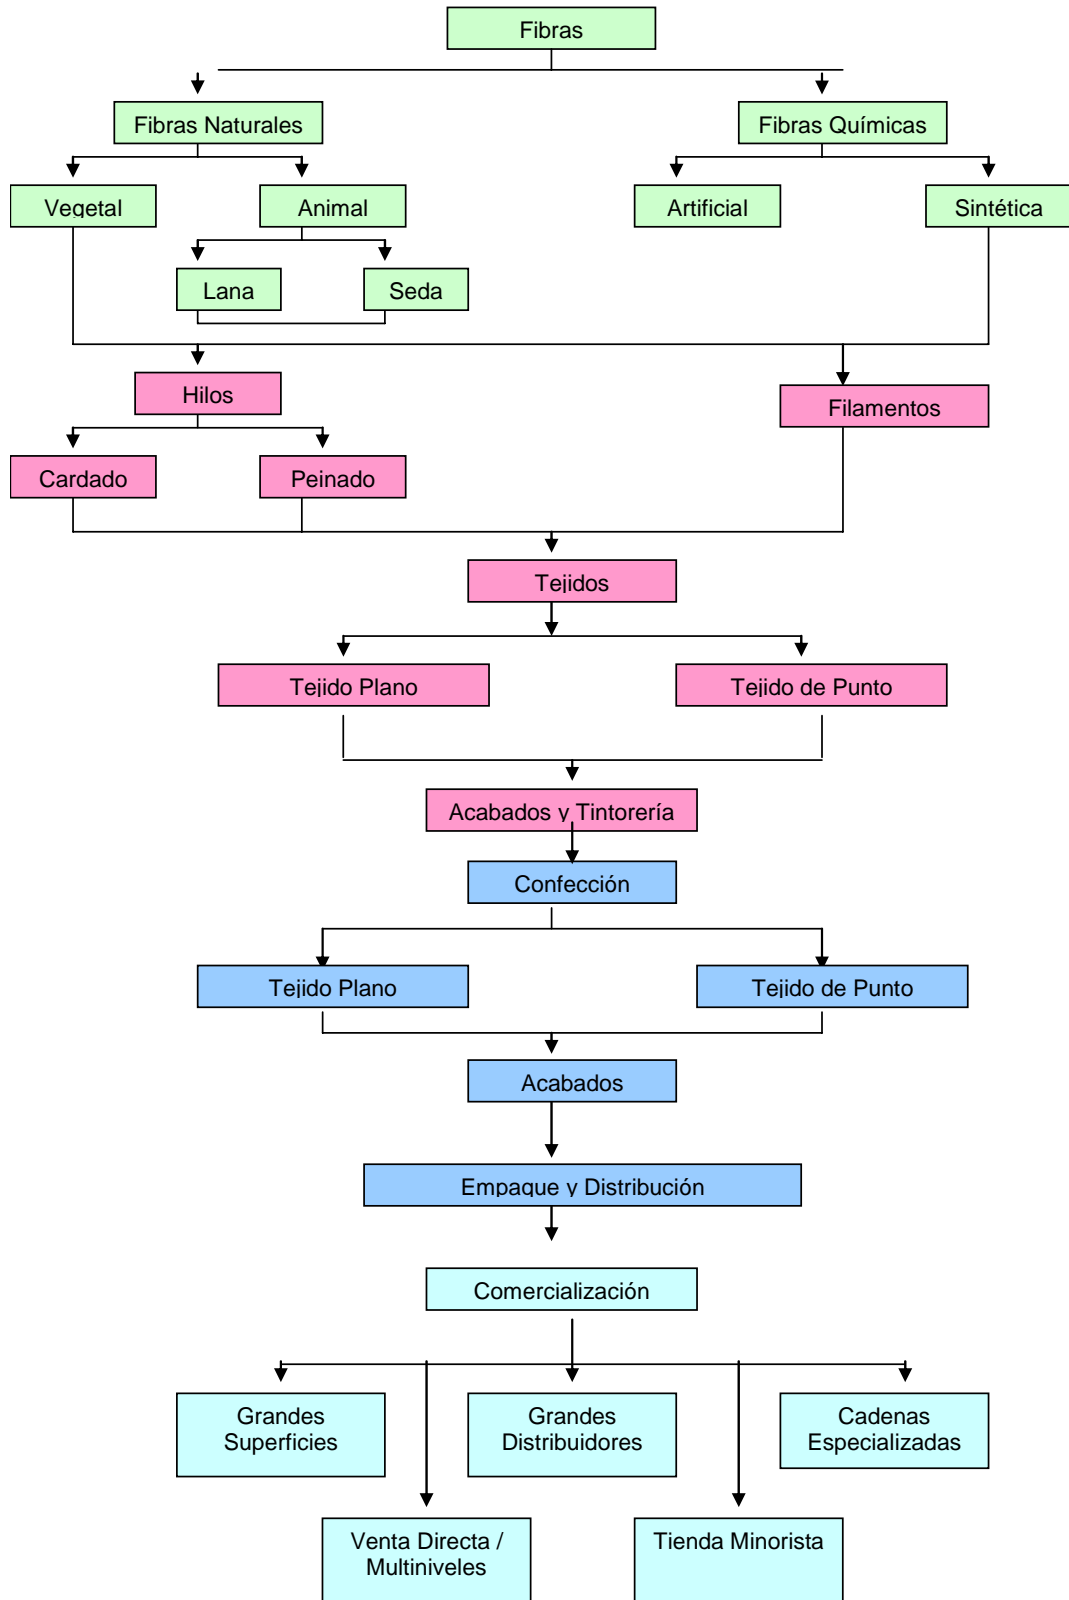 Fibras
Fibras Naturales
Fibras Químicas
Vegetal
Animal
Artificial
Sintética
Lana
Seda
Hilos
Filamentos
Cardado
Peinado
Tejidos
Tejido Plano
Tejido de Punto
Acabados y Tintorería
Confección
Tejido Plano
Tejido de Punto
Acabados
Empaque y Distribución
Comercialización
Grandes
Superficies
Grandes
Distribuidores
Cadenas
Especializadas
Venta Directa /
Multiniveles
Tienda Minorista